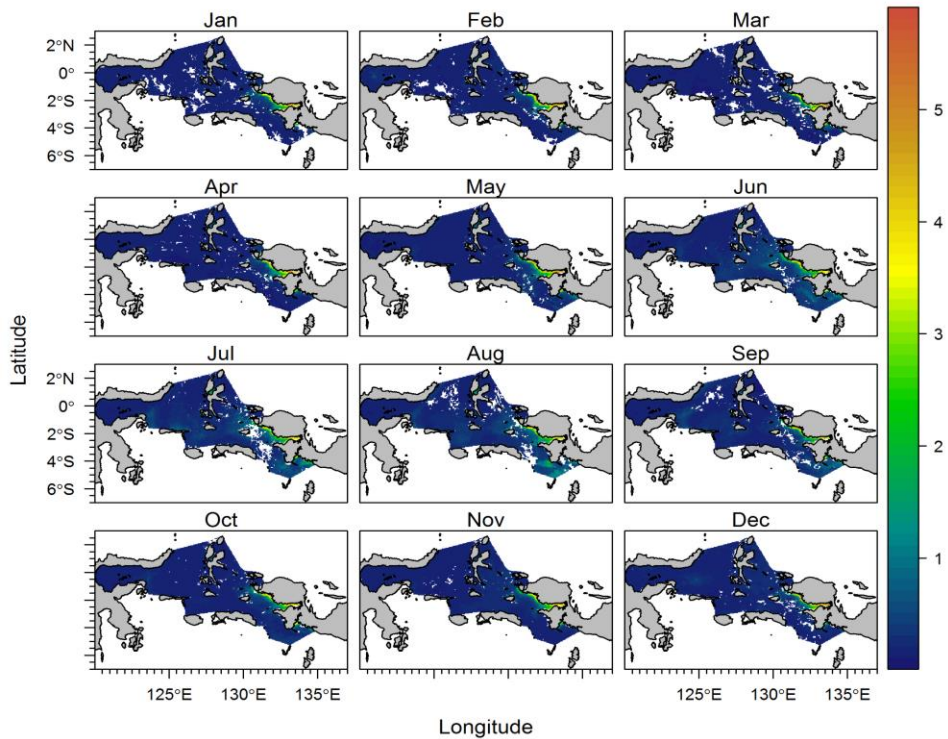 Jan Feb Mar
2°N
0°
2°S
4°S
6°S
Apr May Jun
Jul Aug Sep
2°N
0°
2°S
4°S
6°S
Oct Nov Dec
125°E 130°E 135°E 125°E 130°E 135°E
5
4
3
2
1
Latitude
Longitude